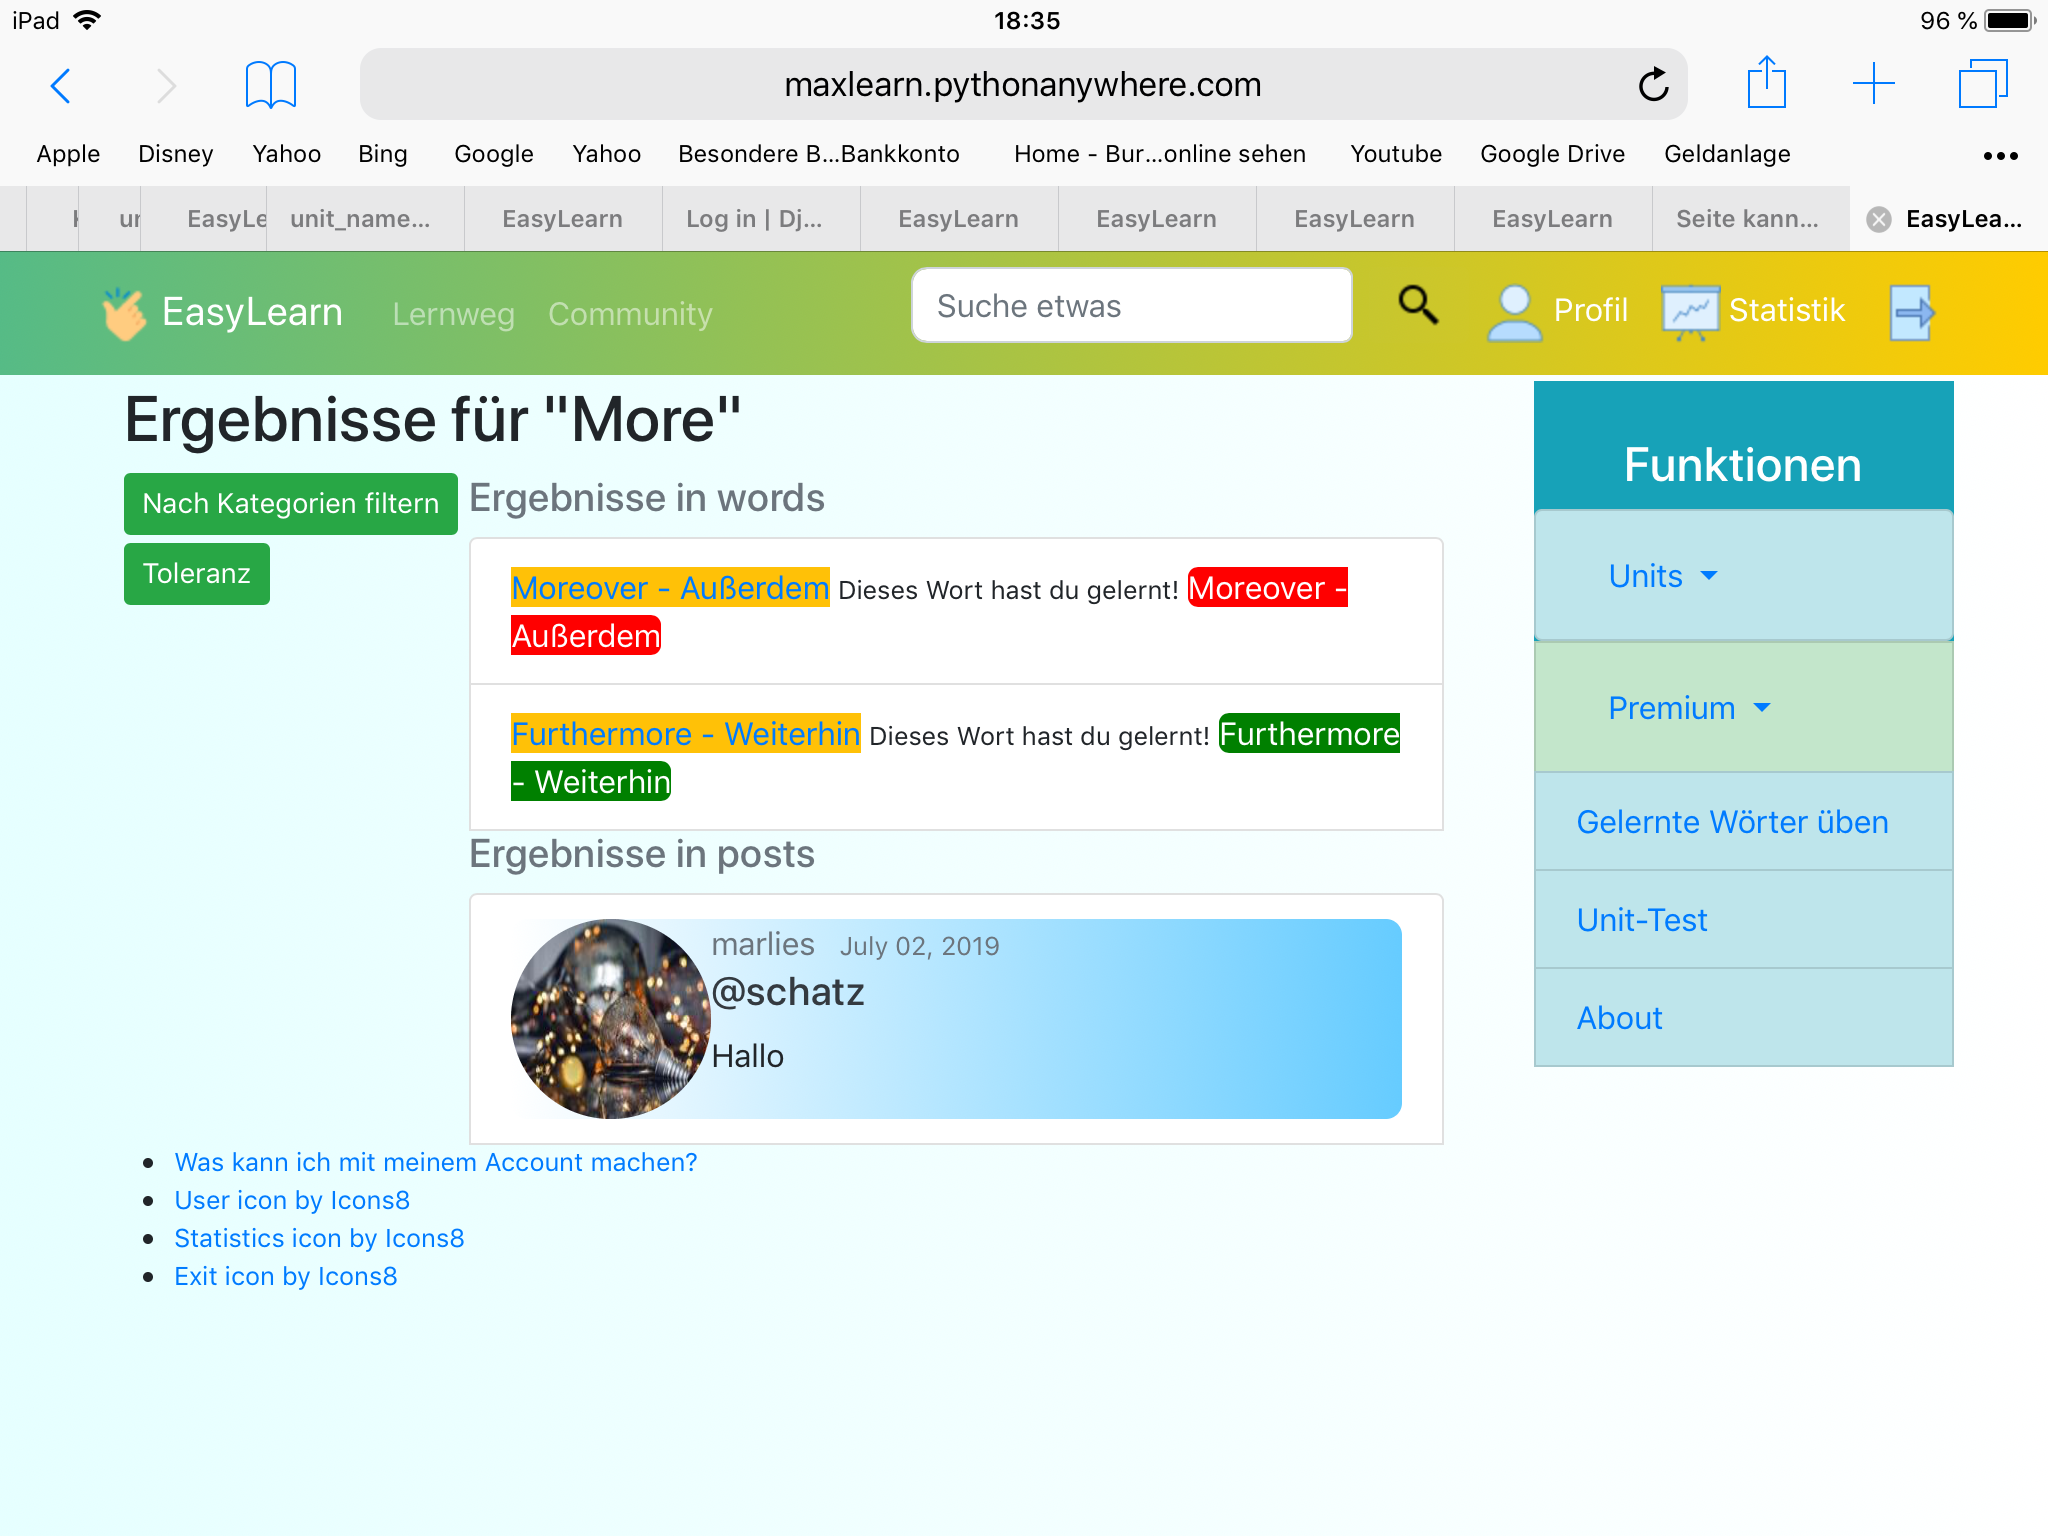 iPad 18:35 96 %
maxlearn.pythonanywhere.com
Apple Disney Yahoo Bing Google Yahoo Besondere B...Bankkonto Home - Bur...online sehen Youtube Google Drive Geldanlage
EasyLe unit_name... EasyLearn Log in | Dj... EasyLearn EasyLearn EasyLearn EasyLearn Seite kann... EasyLea...
EasyLearn Lernweg Community Suche etwas Profil Statistik
Ergebnisse für "More"
Nach Kategorien filtern
Toleranz
Ergebnisse in words
Moreover - Außerdem Dieses Wort hast du gelernt! Moreover -
Außerdem
Furthermore - Weiterhin Dieses Wort hast du gelernt! Furthermore
- Weiterhin
Ergebnisse in posts
marlies July 02, 2019
@schatz
Hallo
Funktionen
Units
Premium
Gelernte Wörter üben
Unit-Test
About
Was kann ich mit meinem Account machen?
User icon by Icons8
Statistics icon by Icons8
Exit icon by Icons8